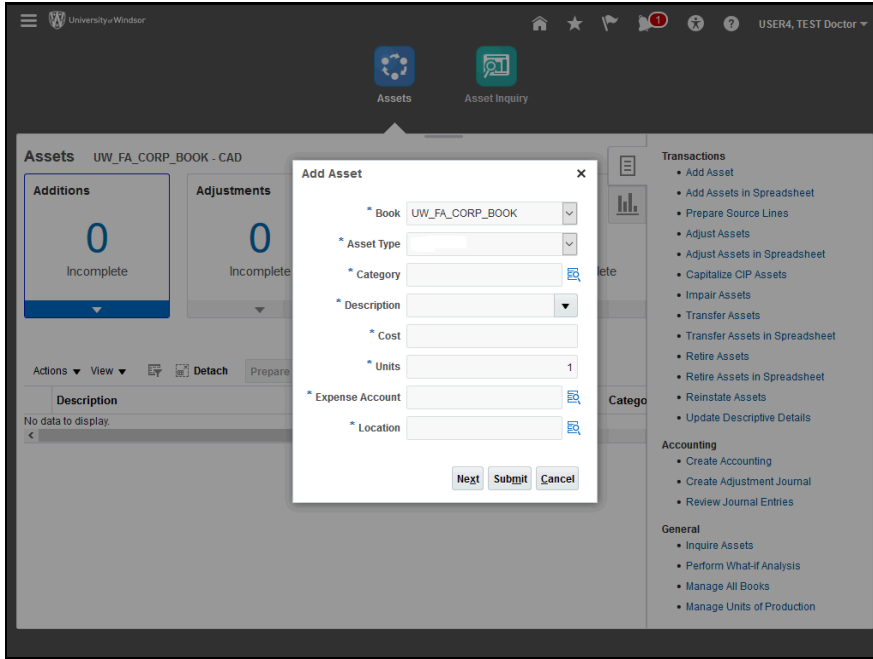 University of Windsor
1
USER4, TEST Doctor
Assets
Asset Inquiry
Assets UW_FA_CORP_BOOK - CAD
Additions
0
Incomplete
Adjustments
0
Incomplete
lete
Actions View Detach Prepare
Description Catego
No data to display.
Add Asset
* Book UW_FA_CORP_BOOK
* Asset Type
* Category
* Description
* Cost
* Units 1
* Expense Account
* Location
Next Submit Cancel
Transactions
• Add Asset
• Add Assets in Spreadsheet
• Prepare Source Lines
• Adjust Assets
• Adjust Assets in Spreadsheet
• Capitalize CIP Assets
• Impair Assets
• Transfer Assets
• Transfer Assets in Spreadsheet
• Retire Assets
• Retire Assets in Spreadsheet
• Reinstate Assets
• Update Descriptive Details
Accounting
• Create Accounting
• Create Adjustment Journal
• Review Journal Entries
General
• Inquire Assets
• Perform What-if Analysis
• Manage All Books
• Manage Units of Production